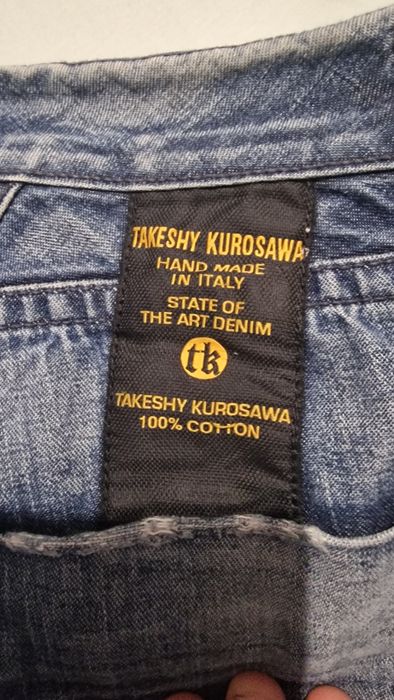 TAKESHY KUROSAWA
HAND MADE
IN ITALY
STATE OF
THE ART DENIM
tk
TAKESHY KUROSAWA
100% COTTON